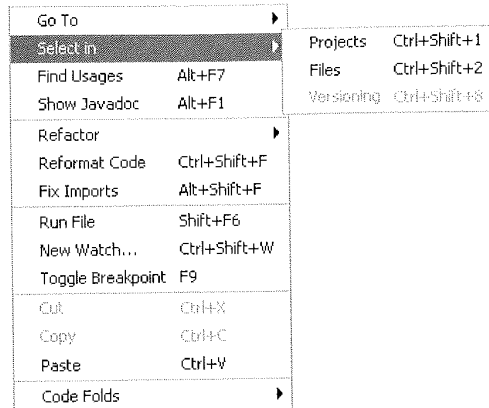 Go To
Select in
Find Usages Alt+F7
Show Javadoc Alt+F1
Refactor
Reformat Code Ctrl+Shift+F
Fix Imports Alt+Shift+F
Run File Shift+F6
New Watch... Ctrl+Shift+W
Toggle Breakpoint F9
Cut Ctrl+X
Copy Ctrl+C
Paste Ctrl+V
Code Folds
Projects Ctrl+Shift+1
Files Ctrl+Shift+2
Versioning Ctrl+Shift+8